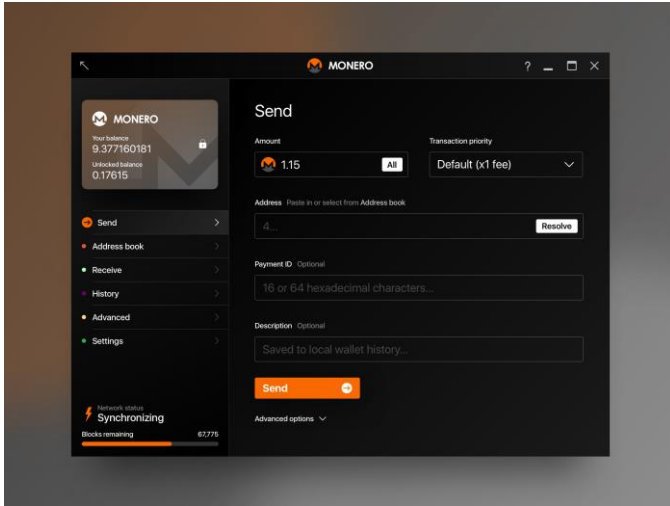 MONERO
?
MONERO
Your balance
9.377160181
Unlocked balance
0.17615
Send
Address book
Receive
History
Advanced
Settings
Network status
Synchronizing
Blocks remaining 67,775
Send
Amount
1.15 All
Transaction priority
Default (x1 fee)
Address Paste in or select from Address book
4... Resolve
Payment ID Optional
16 or 64 hexadecimal characters...
Description Optional
Saved to local wallet history...
Send
Advanced options